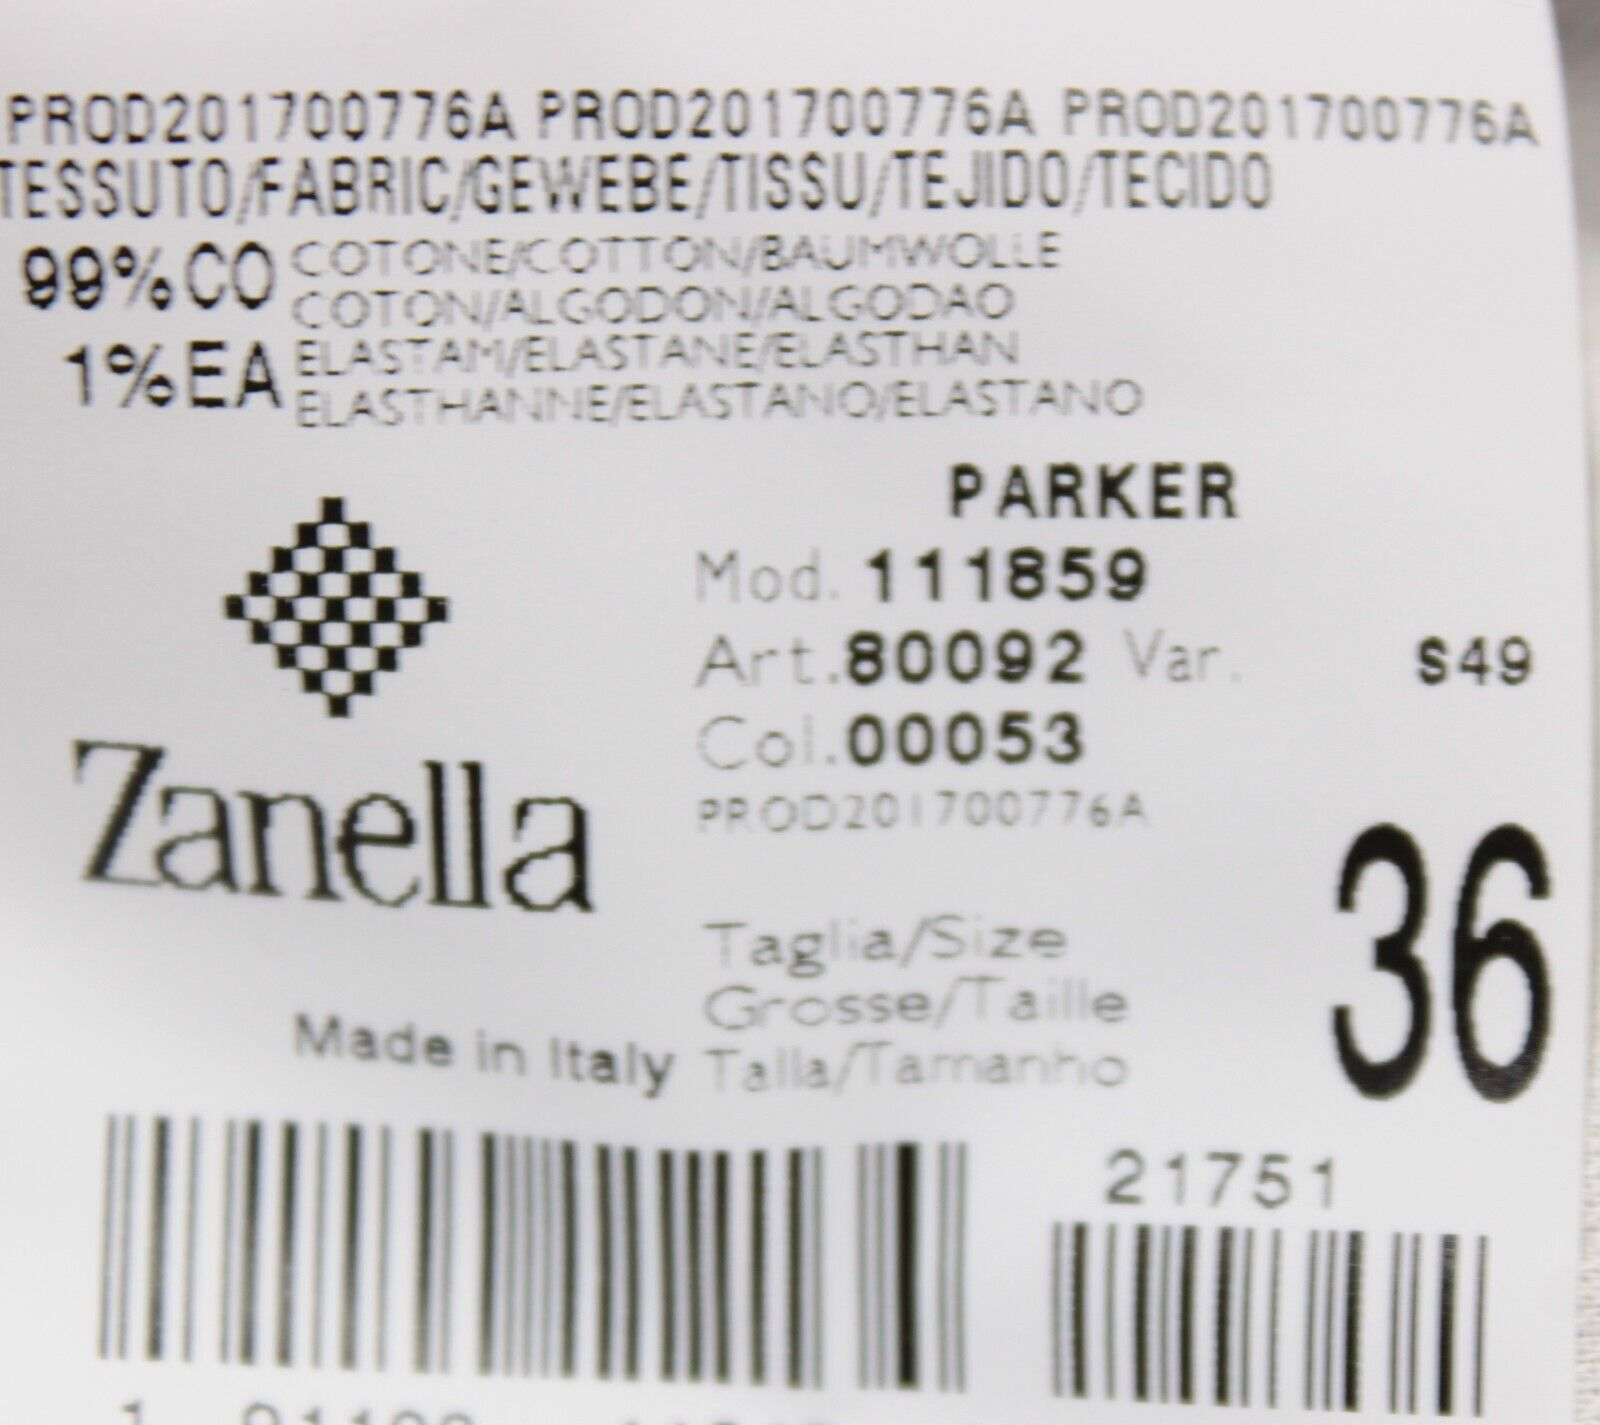 PROD201700776A PROD201700776A PROD201700776A
TESSUTO/FABRIC/GEWEBE/TISSU/TEJIDO/TECIDO
99%CO COTONE/COTTON/BAUMWOLLE
COTON/ALGODON/ALGODAO
1%EA ELASTAM/ELASTANE/ELASTHAN
ELASTHANNE/ELASTANO/ELASTANO
PARKER
Mod. 111859
Art.80092 Var. S49
Col.00053
PROD201700776A
Zanella
Taglia/Size
Grosse/Taille
Talla/Tamanho
36
Made in Italy
21751